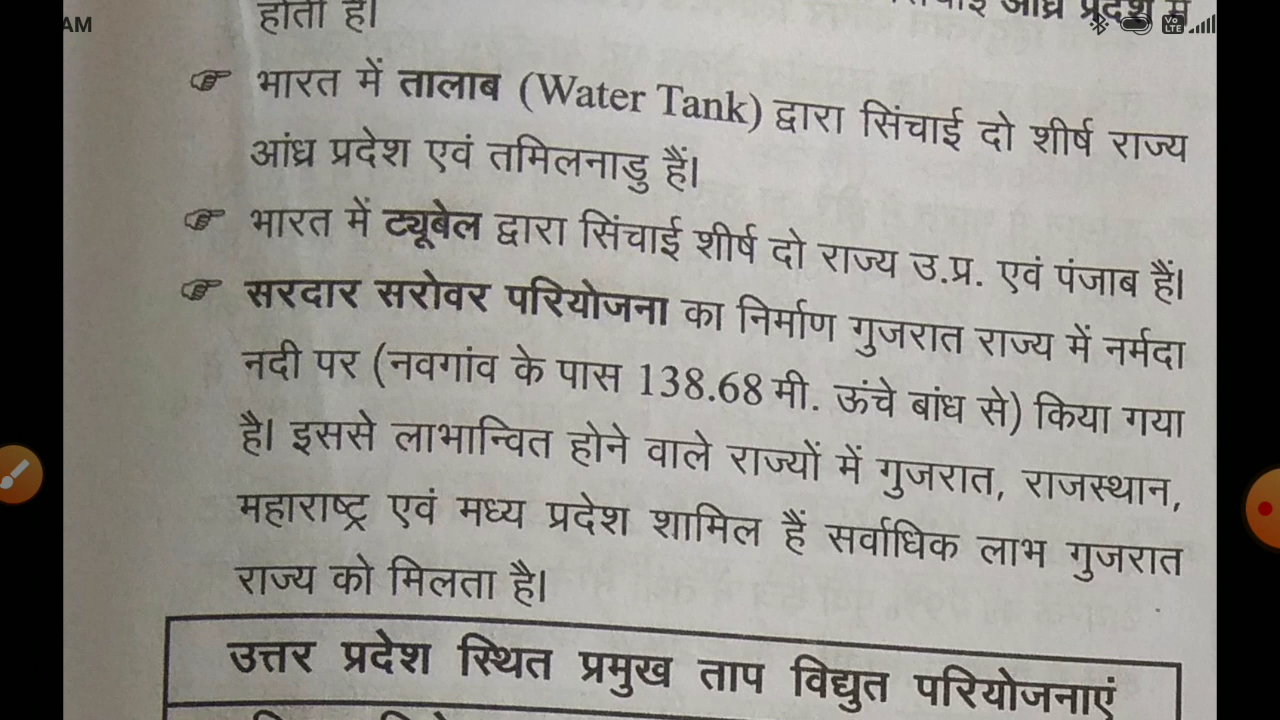 AM
होती है।
आंध्र प्रदेश में
भारत में तालाब (Water Tank) द्वारा सिंचाई दो शीर्ष राज्य
आंध्र प्रदेश एवं तमिलनाडु हैं।
भारत में ट्यूबेल द्वारा सिंचाई शीर्ष दो राज्य उ.प्र. एवं पंजाब हैं।
सरदार सरोवर परियोजना का निर्माण गुजरात राज्य में नर्मदा
नदी पर (नवगांव के पास 138.68 मी. ऊंचे बांध से) किया गया
है। इससे लाभान्वित होने वाले राज्यों में गुजरात, राजस्थान,
महाराष्ट्र एवं मध्य प्रदेश शामिल हैं सर्वाधिक लाभ गुजरात
राज्य को मिलता है।
उत्तर प्रदेश स्थित प्रमुख ताप विद्युत परियोजनाएं